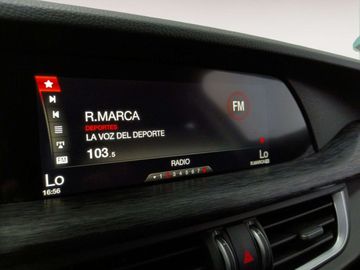 R.MARCA
FM
DEPORTES
LA VOZ DEL DEPORTE
103.5
RADIO
Lo
Lo
16:56